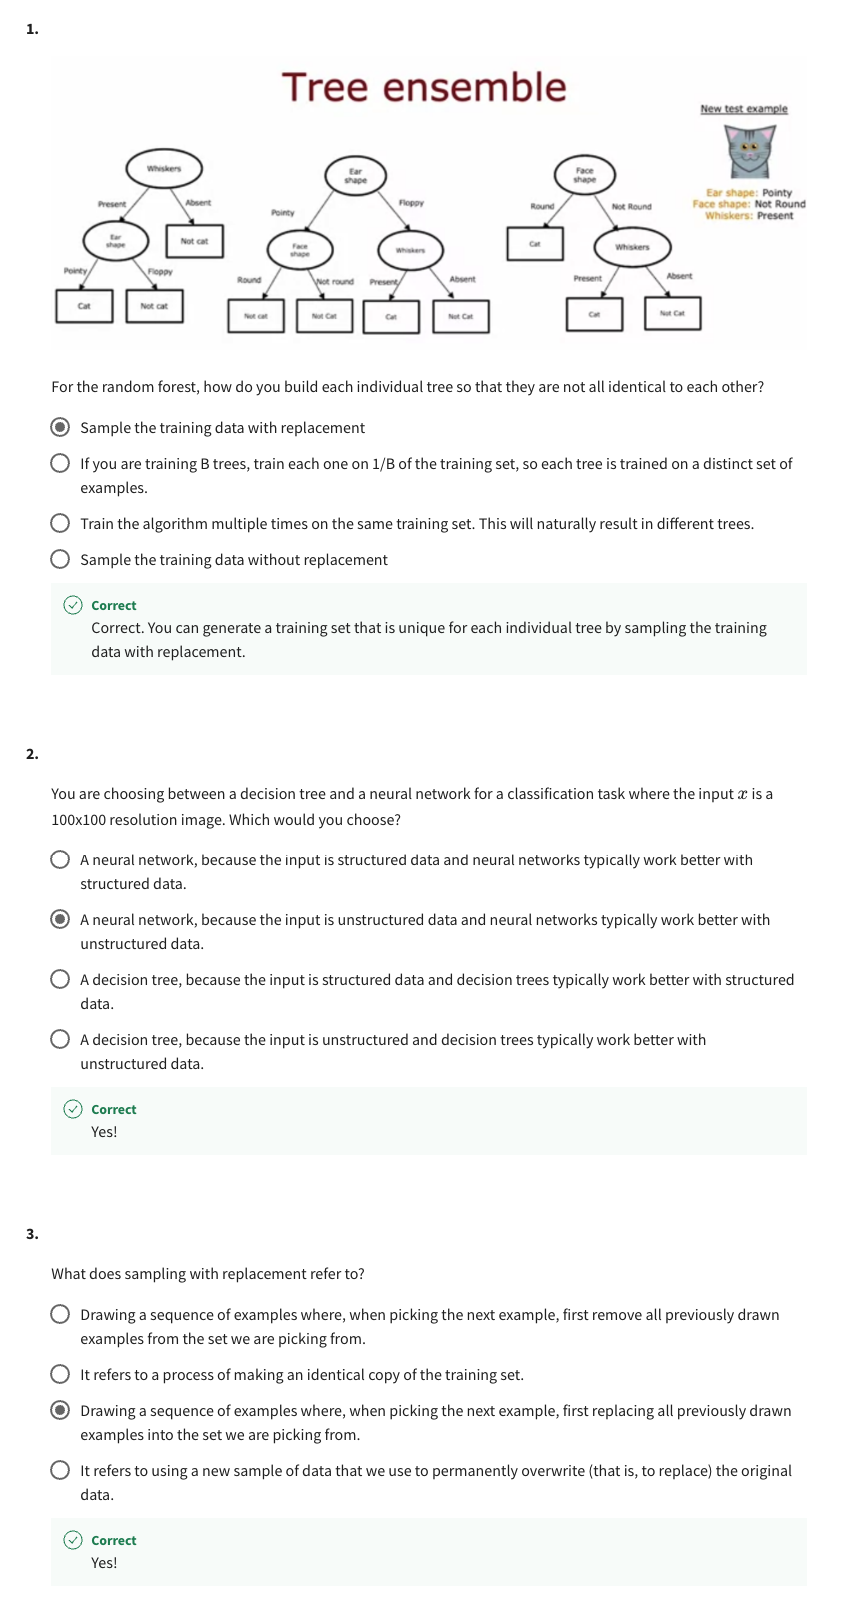 1.
Tree ensemble
New test example
Ear shape: Pointy
Face shape: Not Round
Whiskers: Present
Whiskers
Present
Absent
Ear
shape
Not cat
Pointy
Floppy
Cat
Not cat
Ear
shape
Pointy
Floppy
Face
shape
Whiskers
Round
Not round
Present
Absent
Not cat
Not Cat
Cat
Not Cat
Face
shape
Round
Not Round
Cat
Whiskers
Present
Absent
Cat
Not Cat
For the random forest, how do you build each individual tree so that they are not all identical to each other?
Sample the training data with replacement
If you are training B trees, train each one on 1/B of the training set, so each tree is trained on a distinct set of
examples.
Train the algorithm multiple times on the same training set. This will naturally result in different trees.
Sample the training data without replacement
Correct
Correct. You can generate a training set that is unique for each individual tree by sampling the training
data with replacement.
2.
You are choosing between a decision tree and a neural network for a classification task where the input x is a
100x100 resolution image. Which would you choose?
A neural network, because the input is structured data and neural networks typically work better with
structured data.
A neural network, because the input is unstructured data and neural networks typically work better with
unstructured data.
A decision tree, because the input is structured data and decision trees typically work better with structured
data.
A decision tree, because the input is unstructured and decision trees typically work better with
unstructured data.
Correct
Yes!
3.
What does sampling with replacement refer to?
Drawing a sequence of examples where, when picking the next example, first remove all previously drawn
examples from the set we are picking from.
It refers to a process of making an identical copy of the training set.
Drawing a sequence of examples where, when picking the next example, first replacing all previously drawn
examples into the set we are picking from.
It refers to using a new sample of data that we use to permanently overwrite (that is, to replace) the original
data.
Correct
Yes!